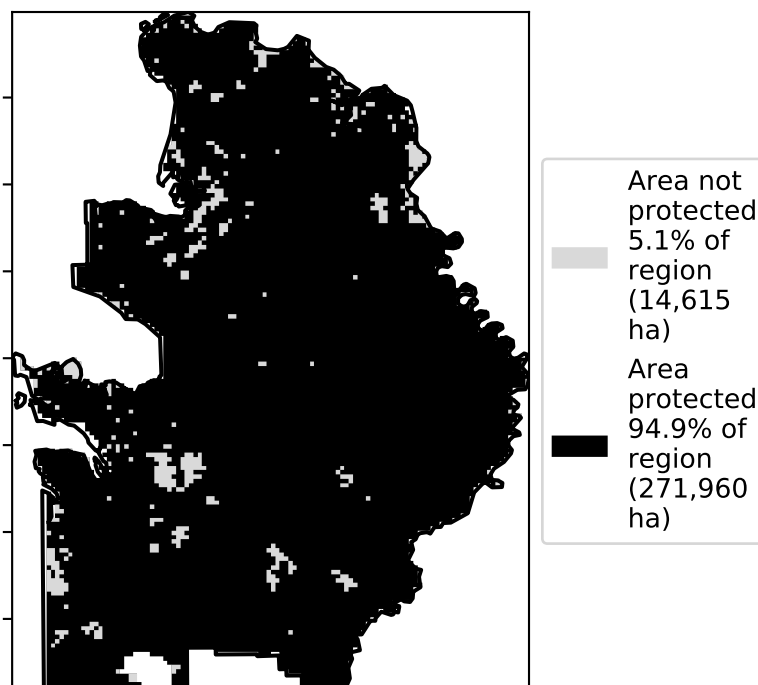 Area not
protected
5.1% of
region
(14,615
ha)
Area
protected
94.9% of
region
(271,960
ha)